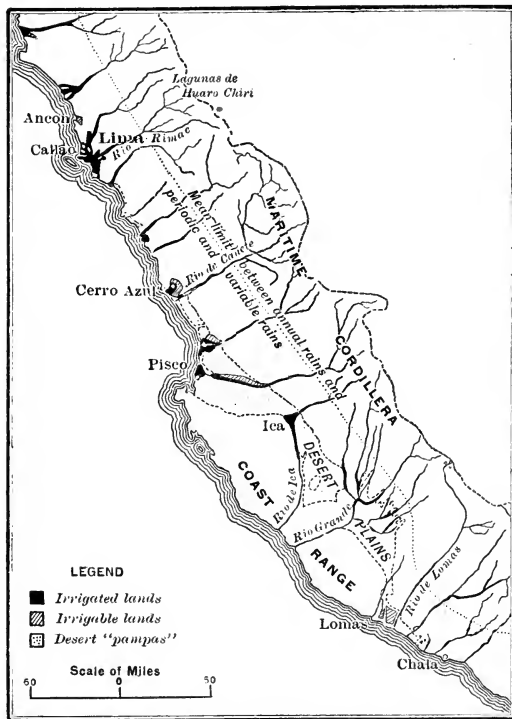 Lagunas de
Huaro Chiri
Ancon
Lima
Callao
Rio Rimac
MARITIME
CORDILLERA
Mean limit between annual rains and
periodic and variable rains
Rio de Cañete
Cerro Azul
Pisco
Ica
DESERT
PLAINS
COAST
RANGE
Rio de Ica
Rio Grande
Rio de Lomas
Lomas
Chala
LEGEND
Irrigated lands
Irrigable lands
Desert "pampas"
Scale of Miles
50 0 50